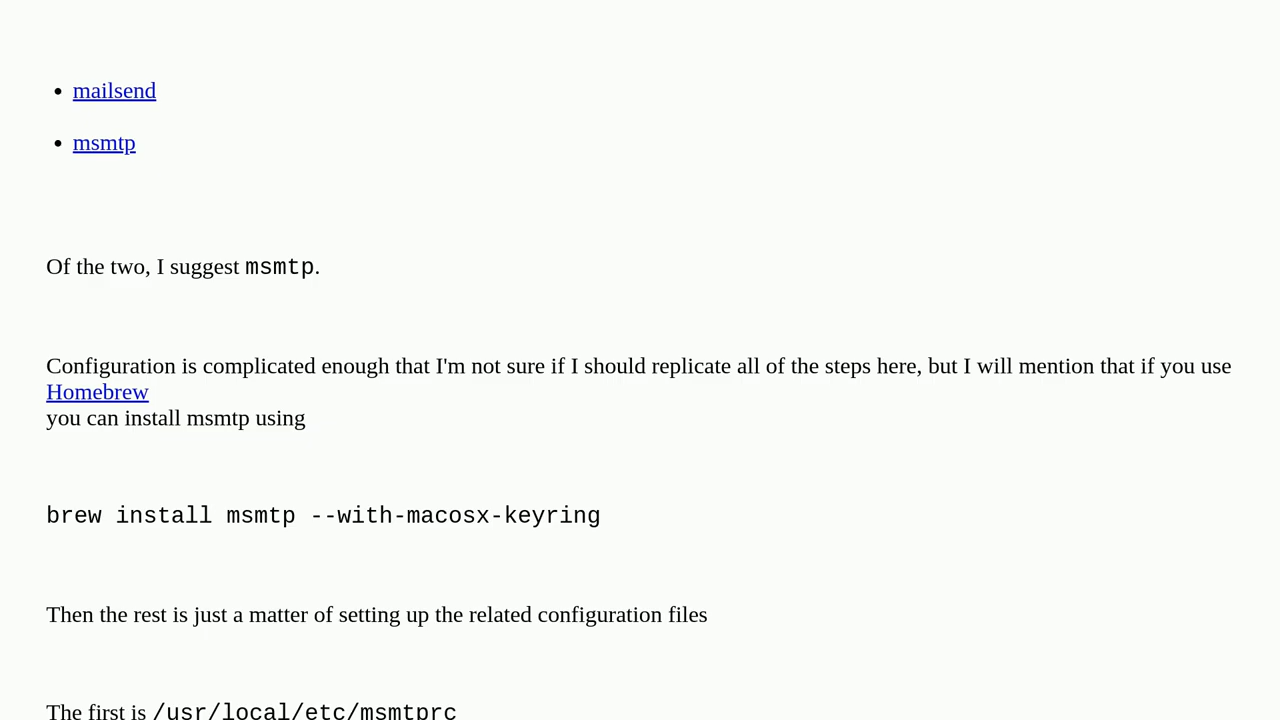 mailsend
msmtp
Of the two, I suggest msmtp.
Configuration is complicated enough that I'm not sure if I should replicate all of the steps here, but I will mention that if you use
Homebrew
you can install msmtp using
brew install msmtp --with-macosx-keyring
Then the rest is just a matter of setting up the related configuration files
The first is /usr/local/etc/msmtprc